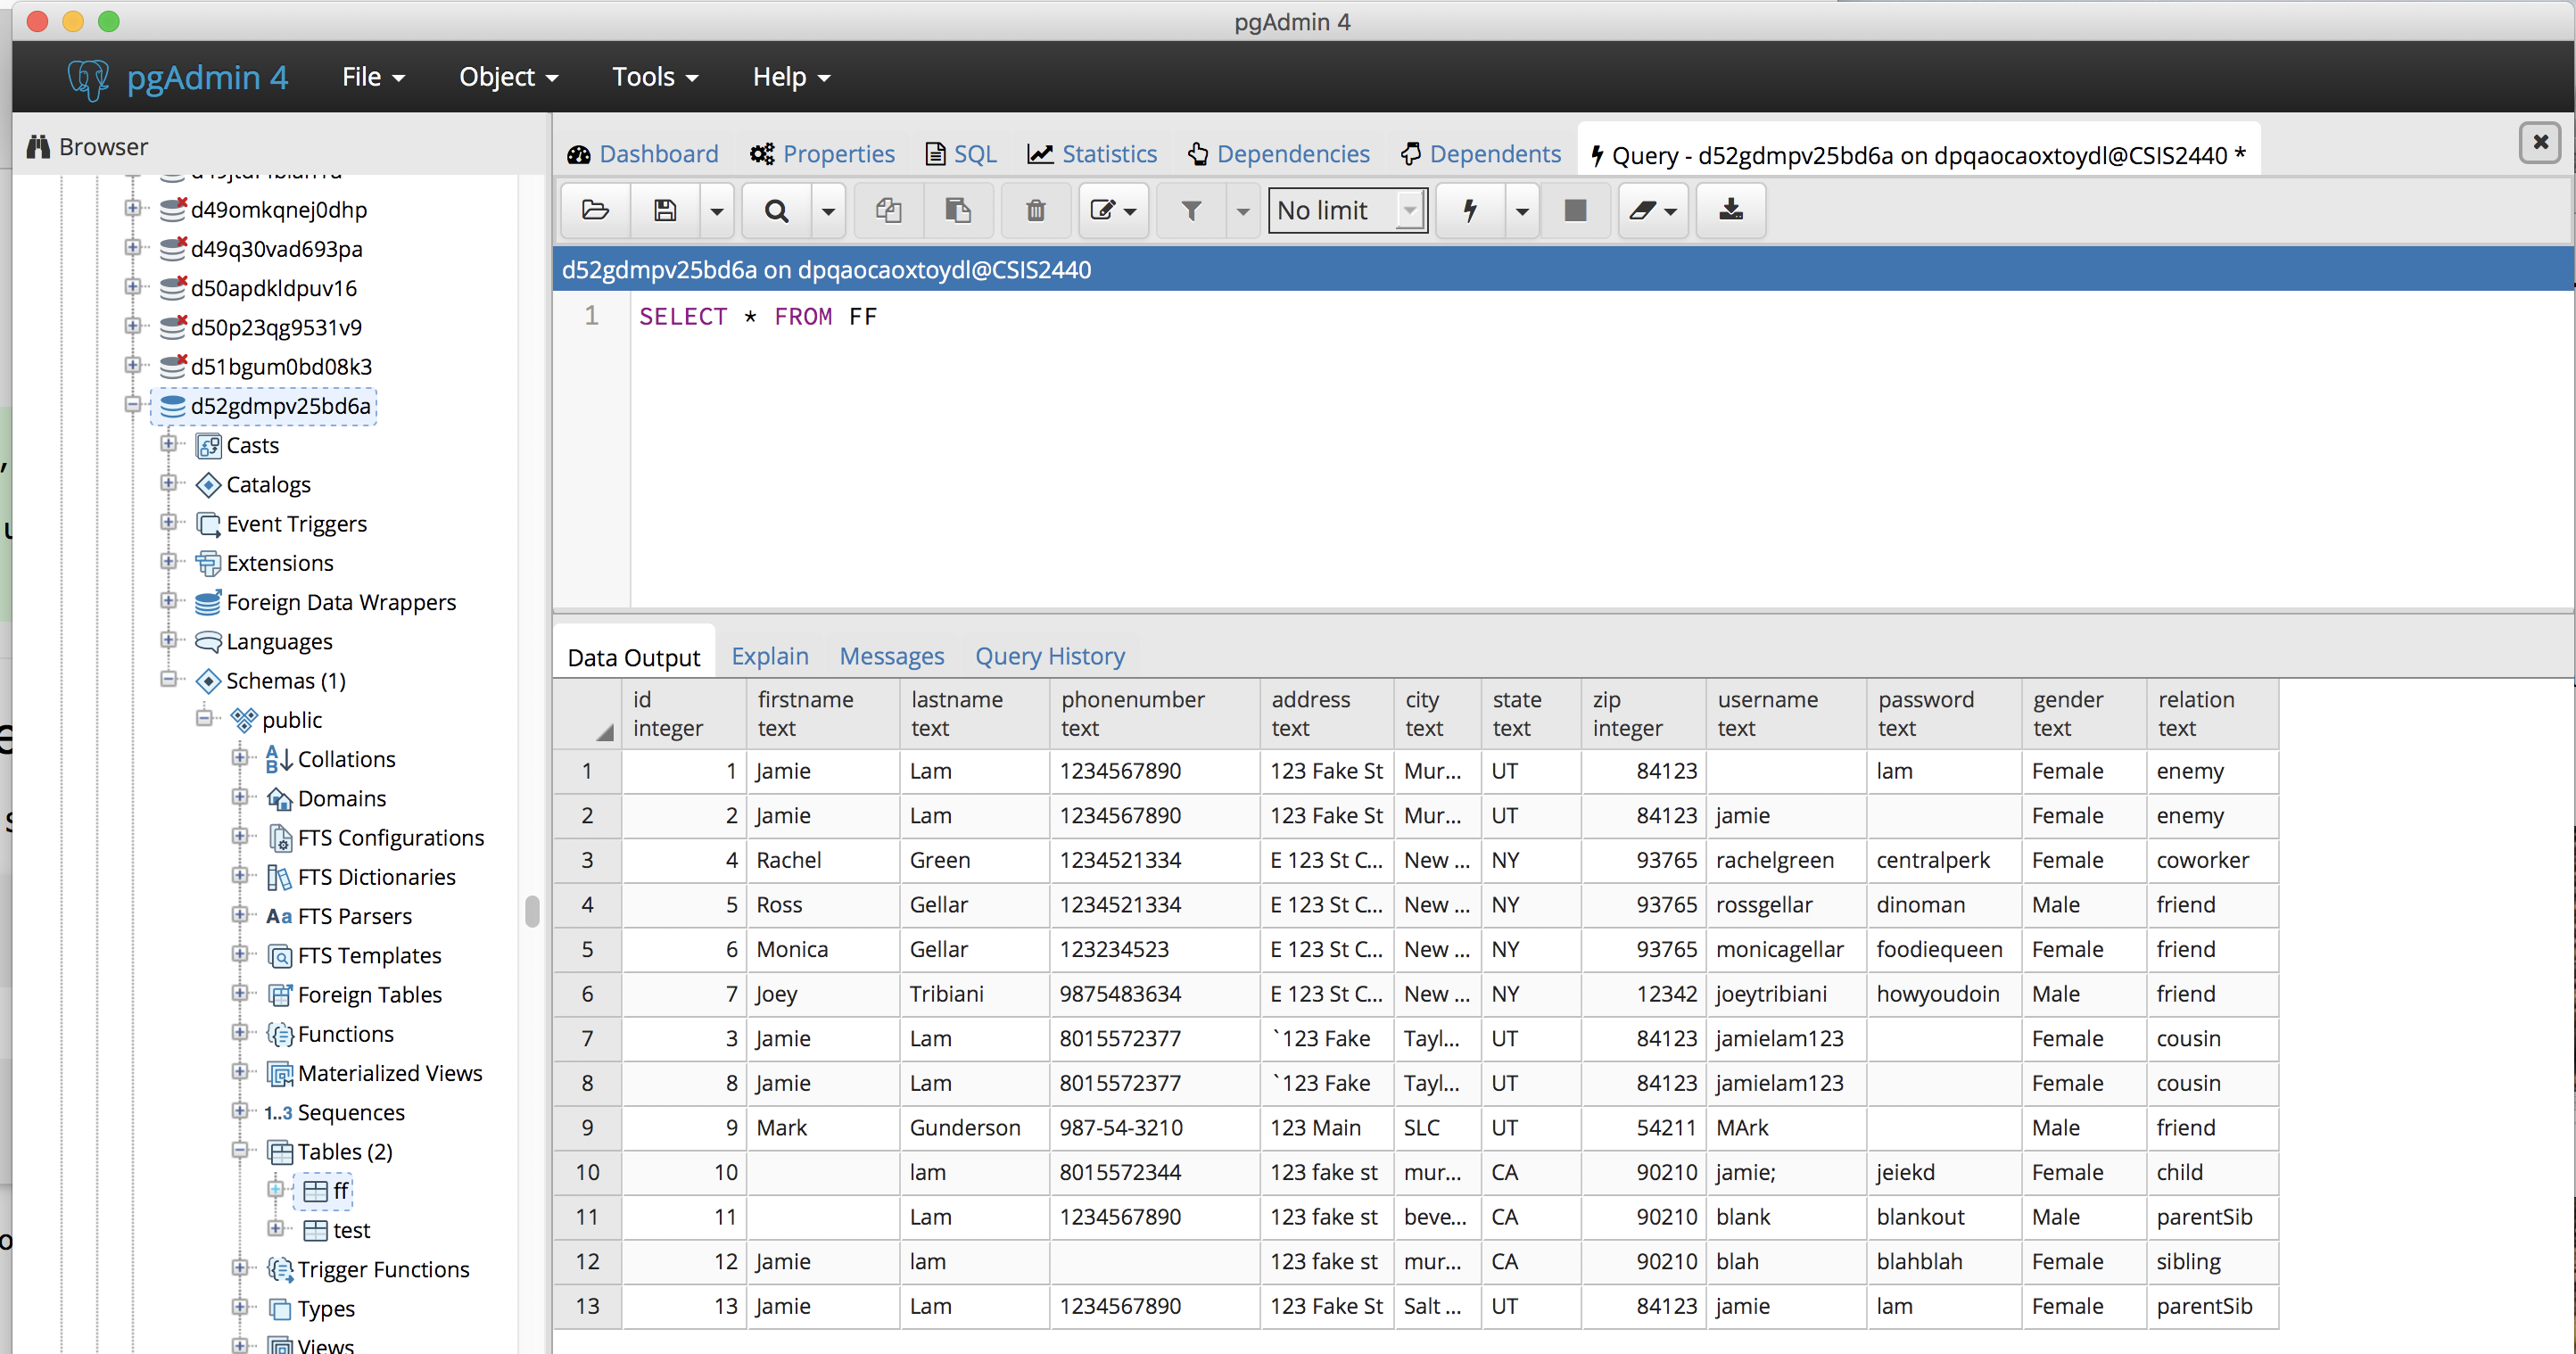 pgAdmin 4
pgAdmin 4 File Object Tools Help
Browser
Dashboard Properties SQL Statistics Dependencies Dependents Query - d52gdmpv25bd6a on dpqaocaoxtoydl@CSIS2440 *
No limit
d52gdmpv25bd6a on dpqaocaoxtoydl@CSIS2440
1 SELECT * FROM FF
d49omkqnej0dhp
d49q30vad693pa
d50apdkldpuv16
d50p23qg9531v9
d51bgum0bd08k3
d52gdmpv25bd6a
Casts
Catalogs
Event Triggers
Extensions
Foreign Data Wrappers
Languages
Schemas (1)
public
Collations
Domains
FTS Configurations
FTS Dictionaries
Aa FTS Parsers
FTS Templates
Foreign Tables
Functions
Materialized Views
1..3 Sequences
Tables (2)
ff
test
Trigger Functions
Types
Views
Data Output Explain Messages Query History
id firstname lastname phonenumber address city state zip username password gender relation
integer text text text text text text integer text text text text
1 1 Jamie Lam 1234567890 123 Fake St Mur... UT 84123 lam Female enemy
2 2 Jamie Lam 1234567890 123 Fake St Mur... UT 84123 jamie Female enemy
3 4 Rachel Green 1234521334 E 123 St C... New ... NY 93765 rachelgreen centralperk Female coworker
4 5 Ross Gellar 1234521334 E 123 St C... New ... NY 93765 rossgellar dinoman Male friend
5 6 Monica Gellar 123234523 E 123 St C... New ... NY 93765 monicagellar foodiequeen Female friend
6 7 Joey Tribiani 9875483634 E 123 St C... New ... NY 12342 joeytribiani howyoudoin Male friend
7 3 Jamie Lam 8015572377 `123 Fake Tayl... UT 84123 jamielam123 Female cousin
8 8 Jamie Lam 8015572377 `123 Fake Tayl... UT 84123 jamielam123 Female cousin
9 9 Mark Gunderson 987-54-3210 123 Main SLC UT 54211 MArk Male friend
10 10 lam 8015572344 123 fake st mur... CA 90210 jamie; jeiekd Female child
11 11 Lam 1234567890 123 fake st beve... CA 90210 blank blankout Male parentSib
12 12 Jamie lam 123 fake st mur... CA 90210 blah blahblah Female sibling
13 13 Jamie Lam 1234567890 123 Fake St Salt ... UT 84123 jamie lam Female parentSib